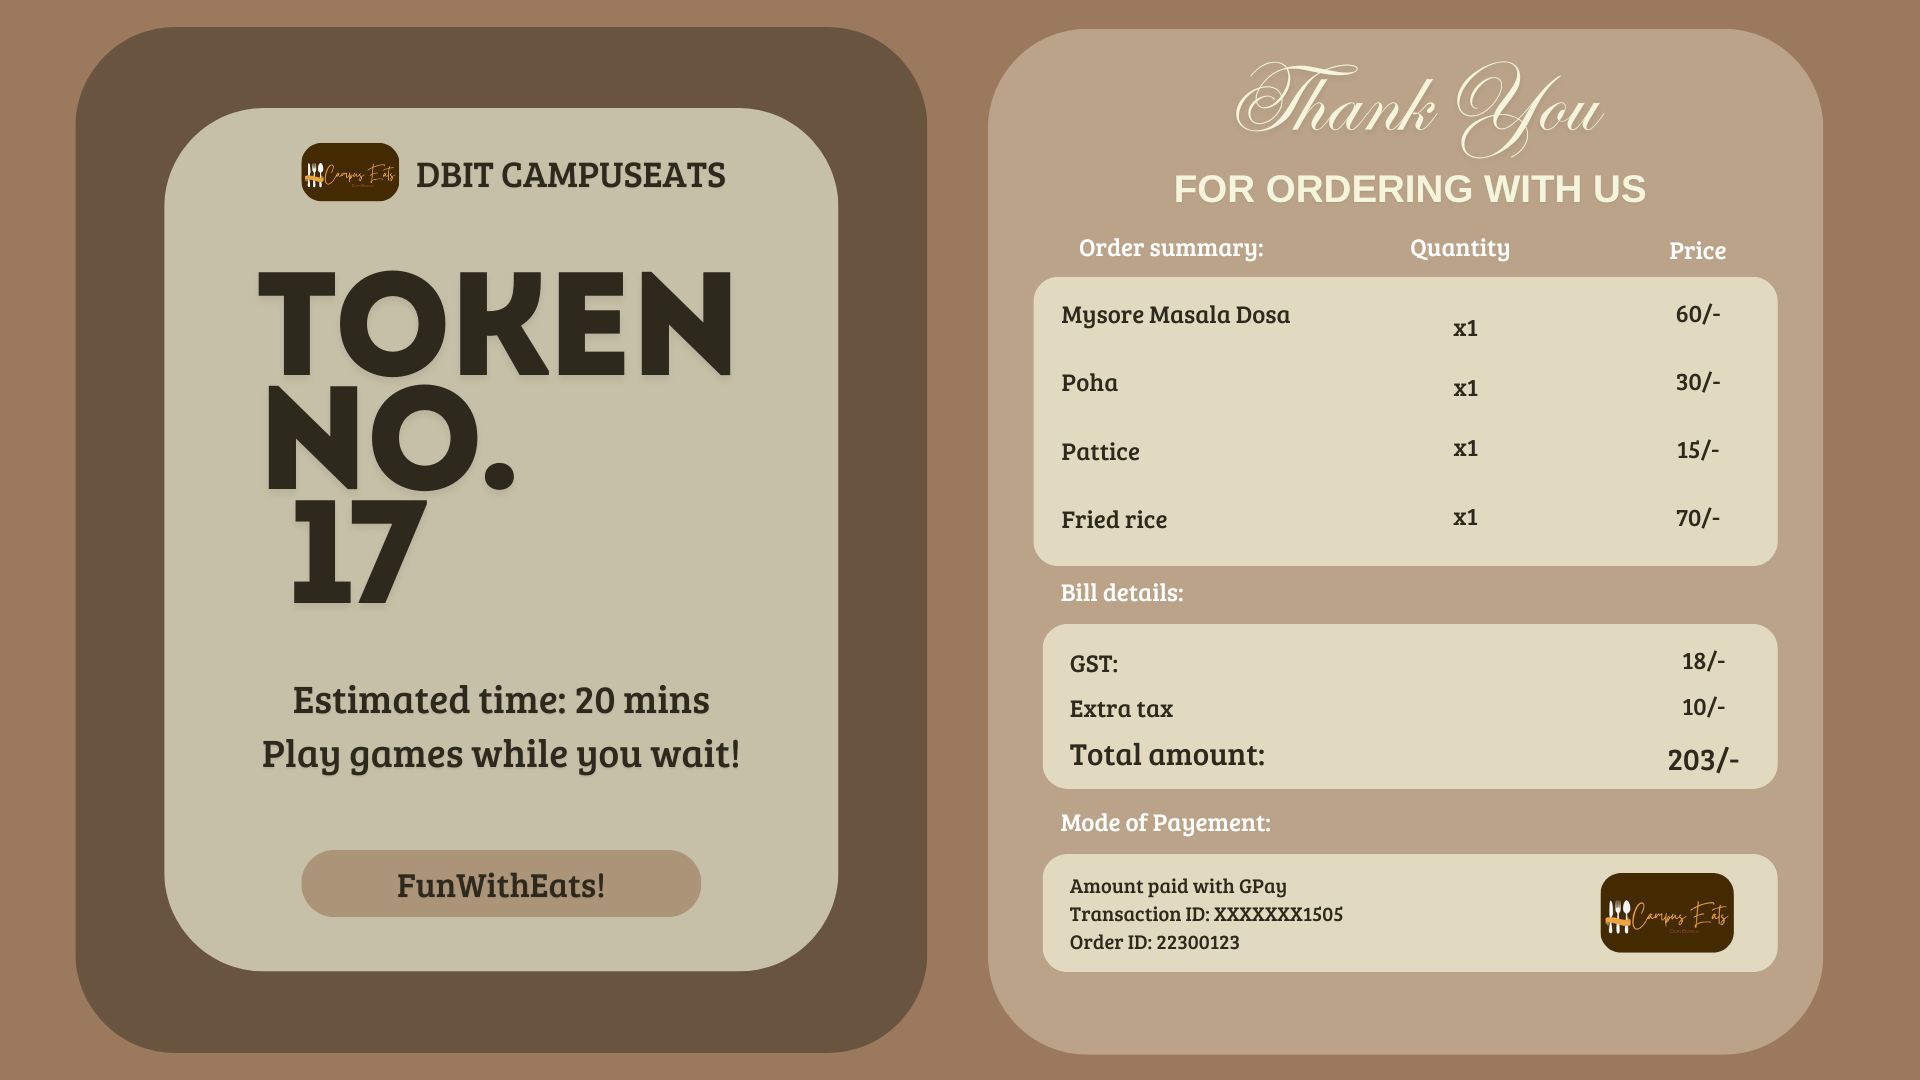 Campus Eats
DBIT CAMPUSEATS
TOKEN
NO.
17
Estimated time: 20 mins
Play games while you wait!
FunWithEats!
Thank You
FOR ORDERING WITH US
Order summary: Quantity Price
Mysore Masala Dosa x1 60/-
Poha x1 30/-
Pattice x1 15/-
Fried rice x1 70/-
Bill details:
GST: 18/-
Extra tax 10/-
Total amount: 203/-
Mode of Payement:
Amount paid with GPay
Transaction ID: XXXXXXX1505
Order ID: 22300123
Campus Eats